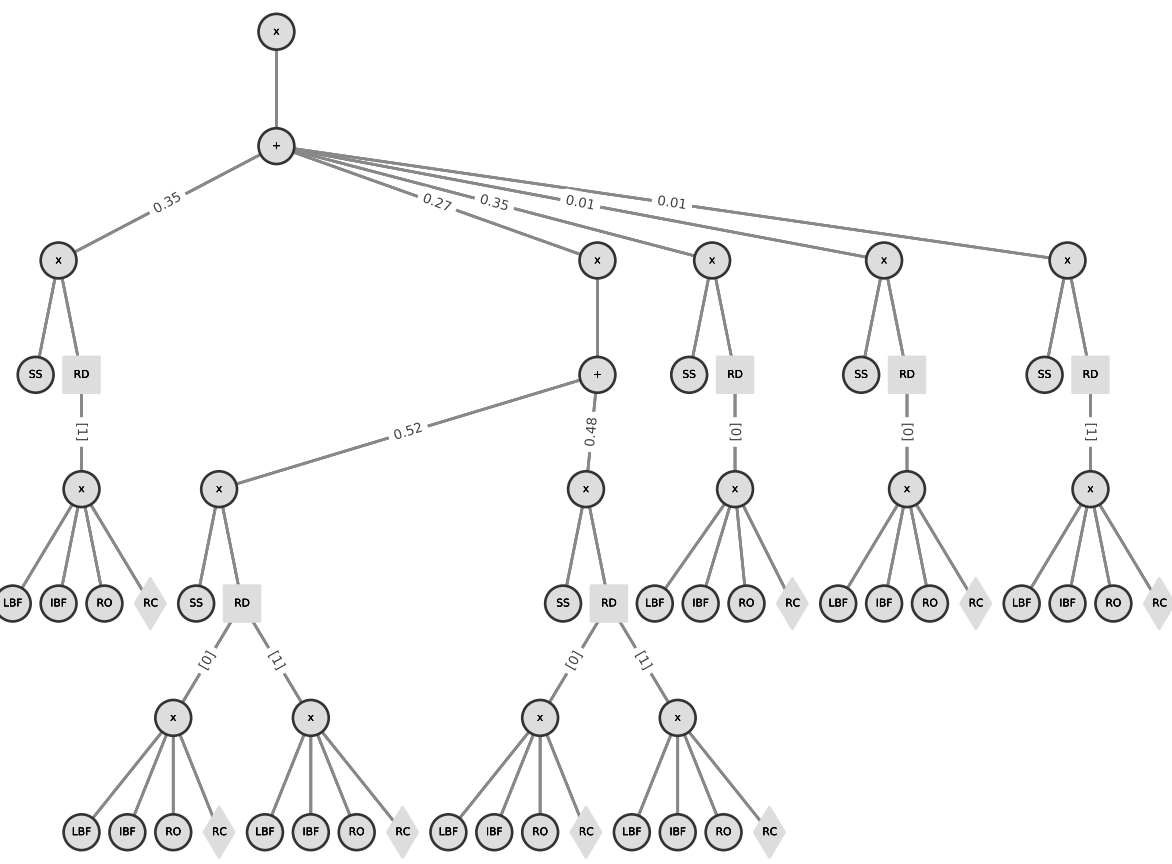 x
+
0.35 0.27 0.35 0.01 0.01
x x x x x
SS RD + SS RD SS RD SS RD
[1] 0.52 0.48 [0] [0] [1]
x x x x x x
LBF IBF RO RC SS RD SS RD LBF IBF RO RC LBF IBF RO RC LBF IBF RO RC
[0] [1] [0] [1]
x x x x
LBF IBF RO RC LBF IBF RO RC LBF IBF RO RC LBF IBF RO RC